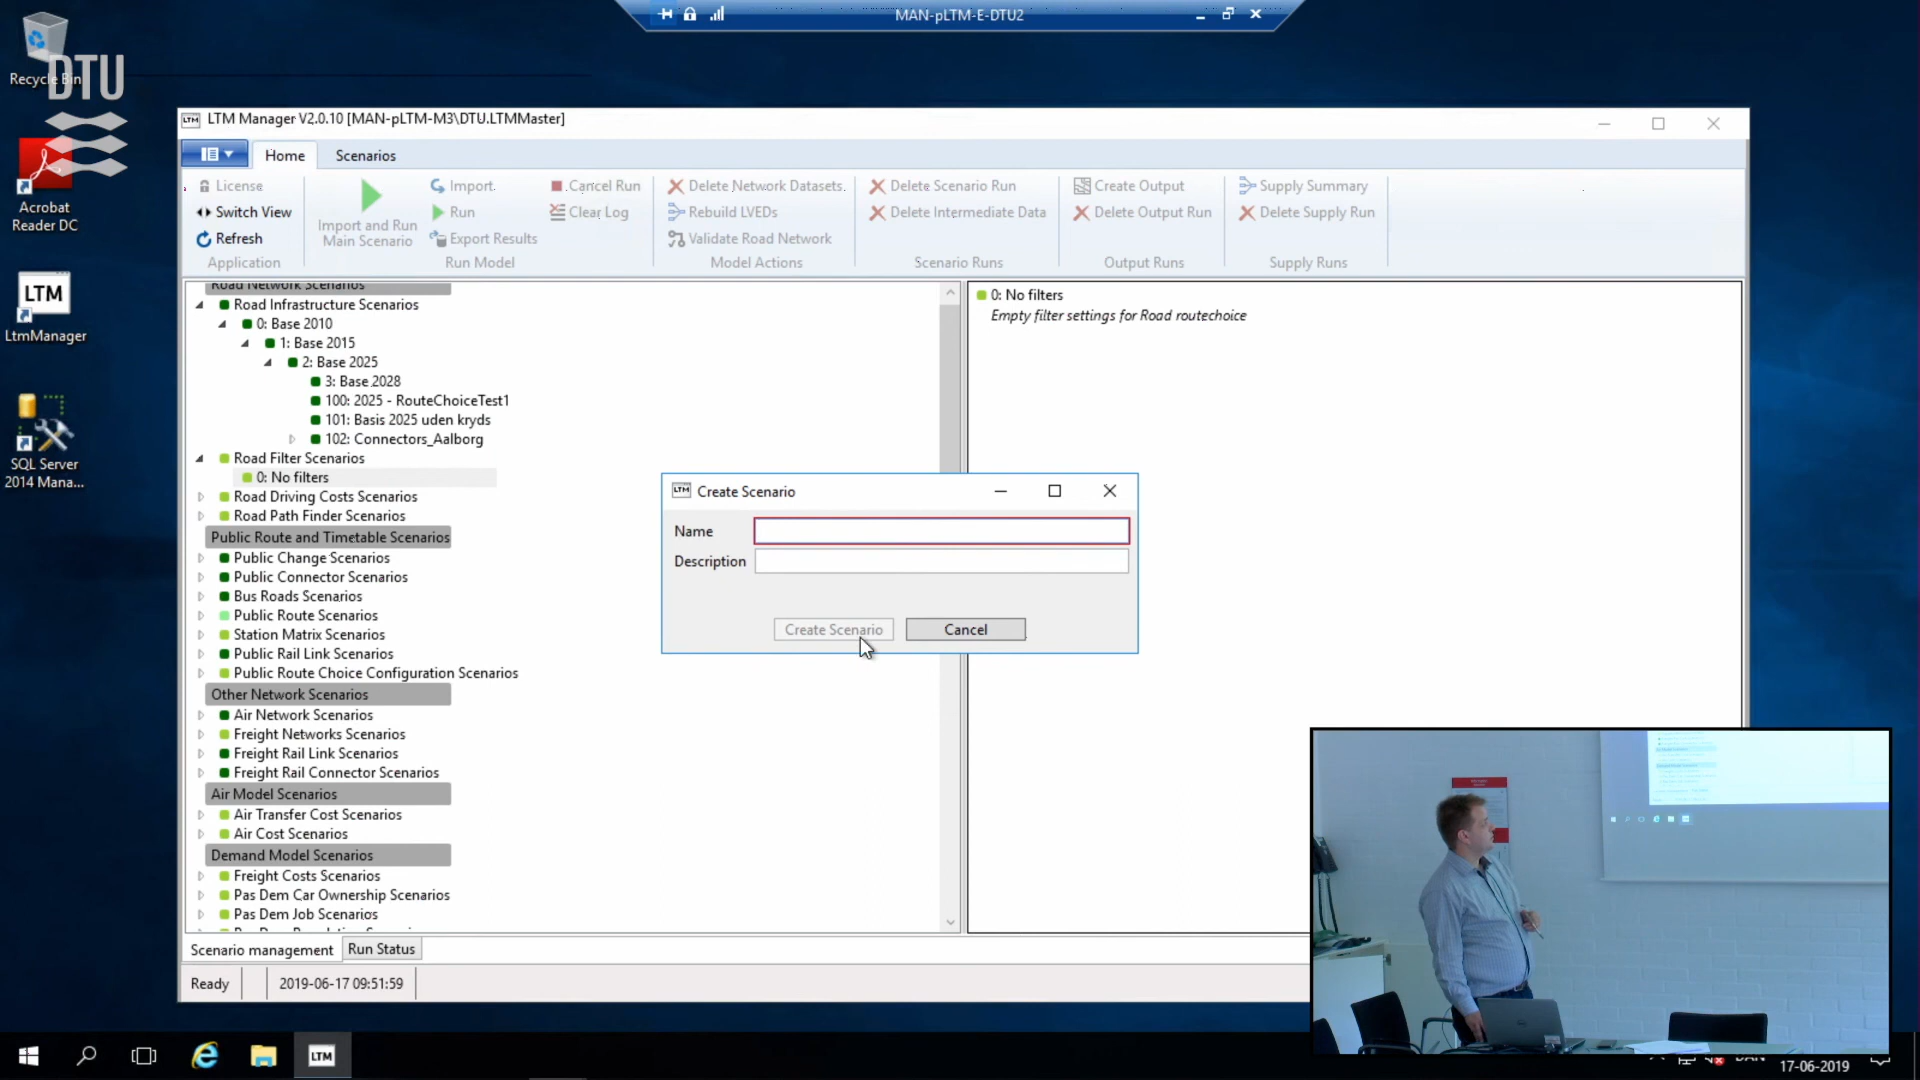 MAN-pLTM-E-DTU2
Recycle Bin
DTU
Acrobat
Reader DC
LTM
LtmManager
SQL Server
2014 Mana...
LTM Manager V2.0.10 [MAN-pLTM-M3\DTU.LTMMaster]
Home
Scenarios
License
Switch View
Refresh
Application
Import and Run
Main Scenario
Import
Run
Export Results
Cancel Run
Clear Log
Run Model
Delete Network Datasets
Rebuild LVEDs
Validate Road Network
Model Actions
Delete Scenario Run
Delete Intermediate Data
Scenario Runs
Create Output
Delete Output Run
Output Runs
Supply Summary
Delete Supply Run
Supply Runs
Road Network Scenarios
Road Infrastructure Scenarios
0: Base 2010
1: Base 2015
2: Base 2025
3: Base 2028
100: 2025 - RouteChoiceTest1
101: Basis 2025 uden kryds
102: Connectors_Aalborg
Road Filter Scenarios
0: No filters
Road Driving Costs Scenarios
Road Path Finder Scenarios
Public Route and Timetable Scenarios
Public Change Scenarios
Public Connector Scenarios
Bus Roads Scenarios
Public Route Scenarios
Station Matrix Scenarios
Public Rail Link Scenarios
Public Route Choice Configuration Scenarios
Other Network Scenarios
Air Network Scenarios
Freight Networks Scenarios
Freight Rail Link Scenarios
Freight Rail Connector Scenarios
Air Model Scenarios
Air Transfer Cost Scenarios
Air Cost Scenarios
Demand Model Scenarios
Freight Costs Scenarios
Pas Dem Car Ownership Scenarios
Pas Dem Job Scenarios
0: No filters
Empty filter settings for Road routechoice
LTM Create Scenario
Name
Description
Create Scenario
Cancel
Scenario management
Run Status
Ready
2019-06-17 09:51:59
LTM
17-06-2019